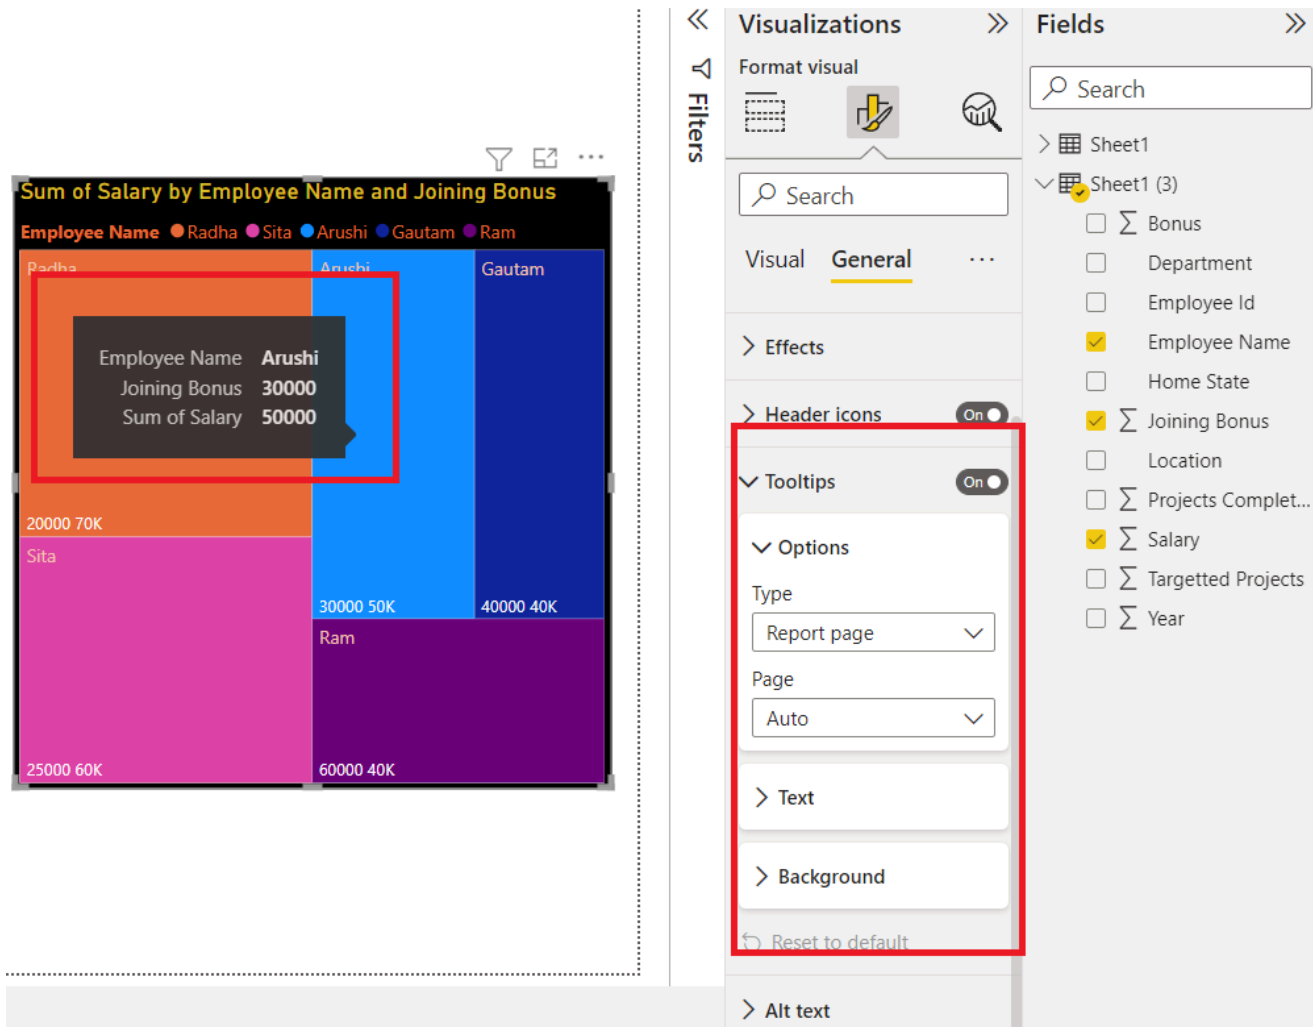 Sum of Salary by Employee Name and Joining Bonus
Employee Name Radha Sita Arushi Gautam Ram
Radha
Arushi
Gautam
Employee Name Arushi
Joining Bonus 30000
Sum of Salary 50000
20000 70K
Sita
30000 50K
40000 40K
Ram
25000 60K
60000 40K
Filters
Visualizations
Format visual
Search
Visual General
Effects
Header icons On
Tooltips On
Options
Type
Report page
Page
Auto
Text
Background
Reset to default
Alt text
Fields
Search
Sheet1
Sheet1 (3)
Σ Bonus
Department
Employee Id
Employee Name
Home State
Σ Joining Bonus
Location
Σ Projects Complet...
Σ Salary
Σ Targetted Projects
Σ Year